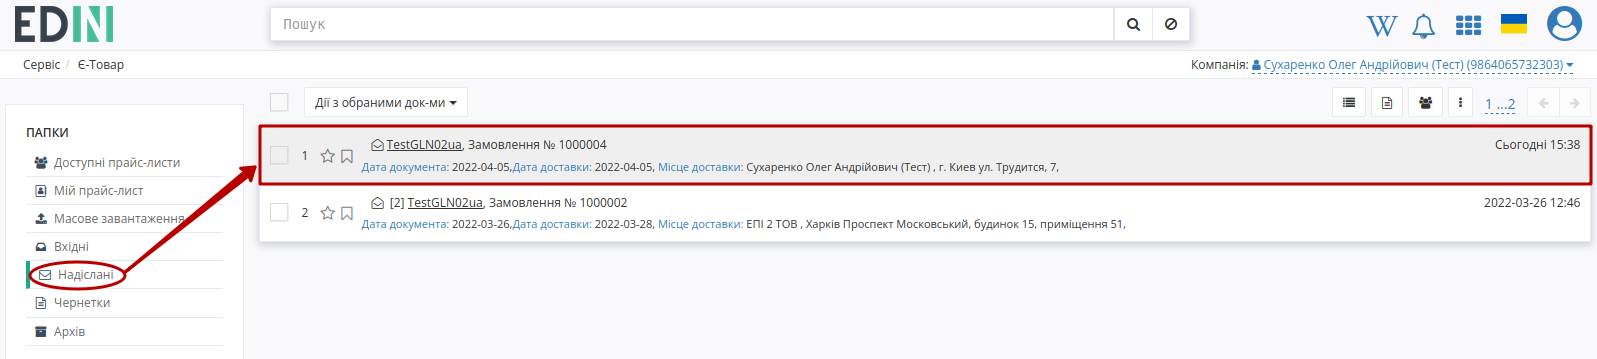 EDIN
Пошук
Сервіс / Є-Товар
Компанія: Сухаренко Олег Андрійович (Тест) (9864065732303)
ПАПКИ
Доступні прайс-листи
Мій прайс-лист
Масове завантаження
Вхідні
Надіслані
Чернетки
Архів
Дії з обраними док-ми
1 ...2
1 TestGLN02ua, Замовлення № 1000004 Сьогодні 15:38
Дата документа: 2022-04-05,Дата доставки: 2022-04-05, Місце доставки: Сухаренко Олег Андрійович (Тест) , г. Киев ул. Трудится, 7,
2 [2] TestGLN02ua, Замовлення № 1000002 2022-03-26 12:46
Дата документа: 2022-03-26,Дата доставки: 2022-03-28, Місце доставки: ЕПІ 2 ТОВ , Харків Проспект Московський, будинок 15, приміщення 51,